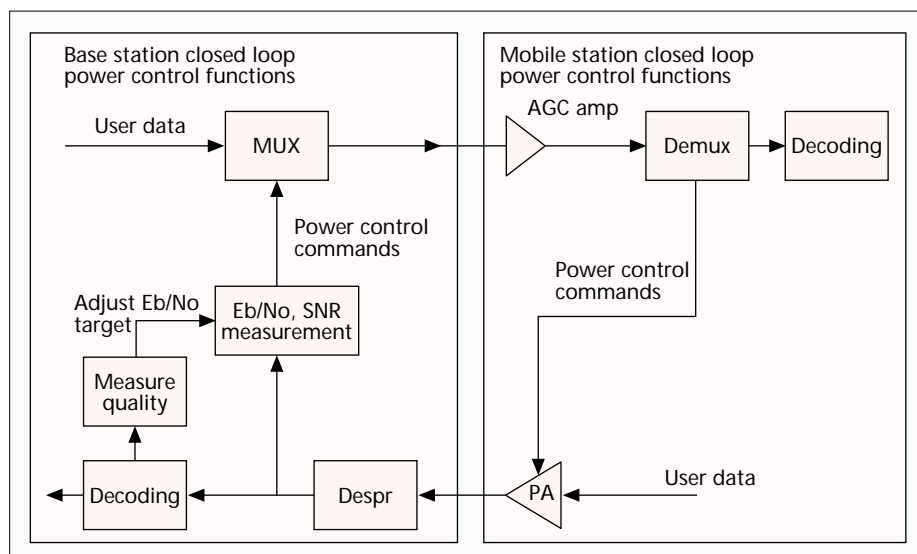 Base station closed loop
power control functions
User data
MUX
Power control
commands
Adjust Eb/No
target
Eb/No, SNR
measurement
Measure
quality
Decoding
Despr
Mobile station closed loop
power control functions
AGC amp
Demux
Decoding
Power control
commands
PA
User data